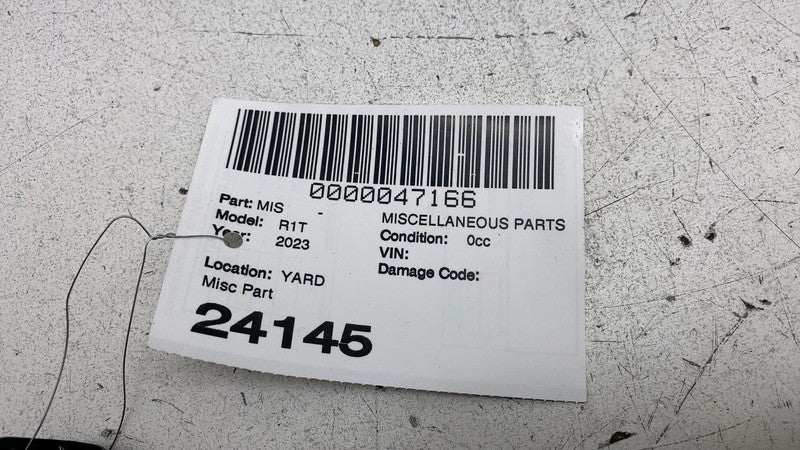 0000047166
Part: MIS - MISCELLANEOUS PARTS
Model: R1T Condition: 0cc
Year: 2023 VIN:
Location: YARD Damage Code:
Misc Part
24145